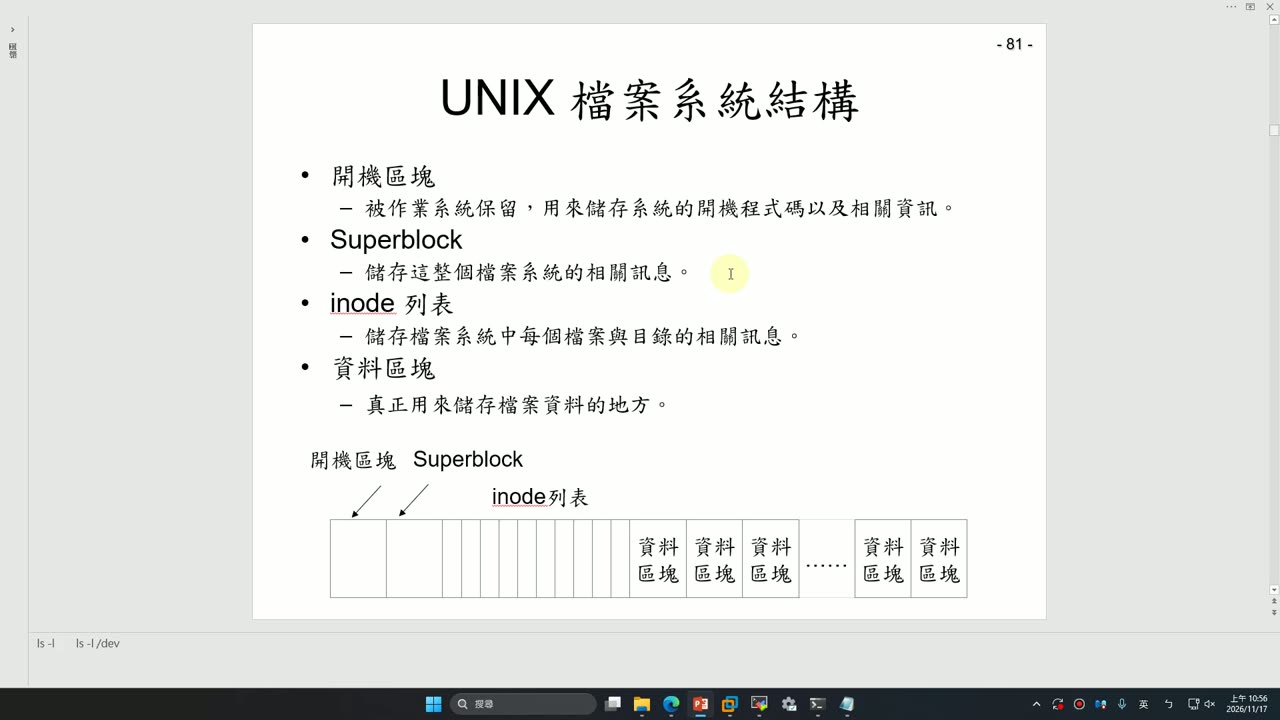 - 81 -
UNIX 檔案系統結構
• 開機區塊
– 被作業系統保留，用來儲存系統的開機程式碼以及相關資訊。
• Superblock
– 儲存這整個檔案系統的相關訊息。
• inode 列表
– 儲存檔案系統中每個檔案與目錄的相關訊息。
• 資料區塊
– 真正用來儲存檔案資料的地方。
開機區塊 Superblock
inode列表
資料區塊 資料區塊 資料區塊 …… 資料區塊 資料區塊
ls -l ls -l /dev
搜尋
英
上午 10:56
2026/11/17